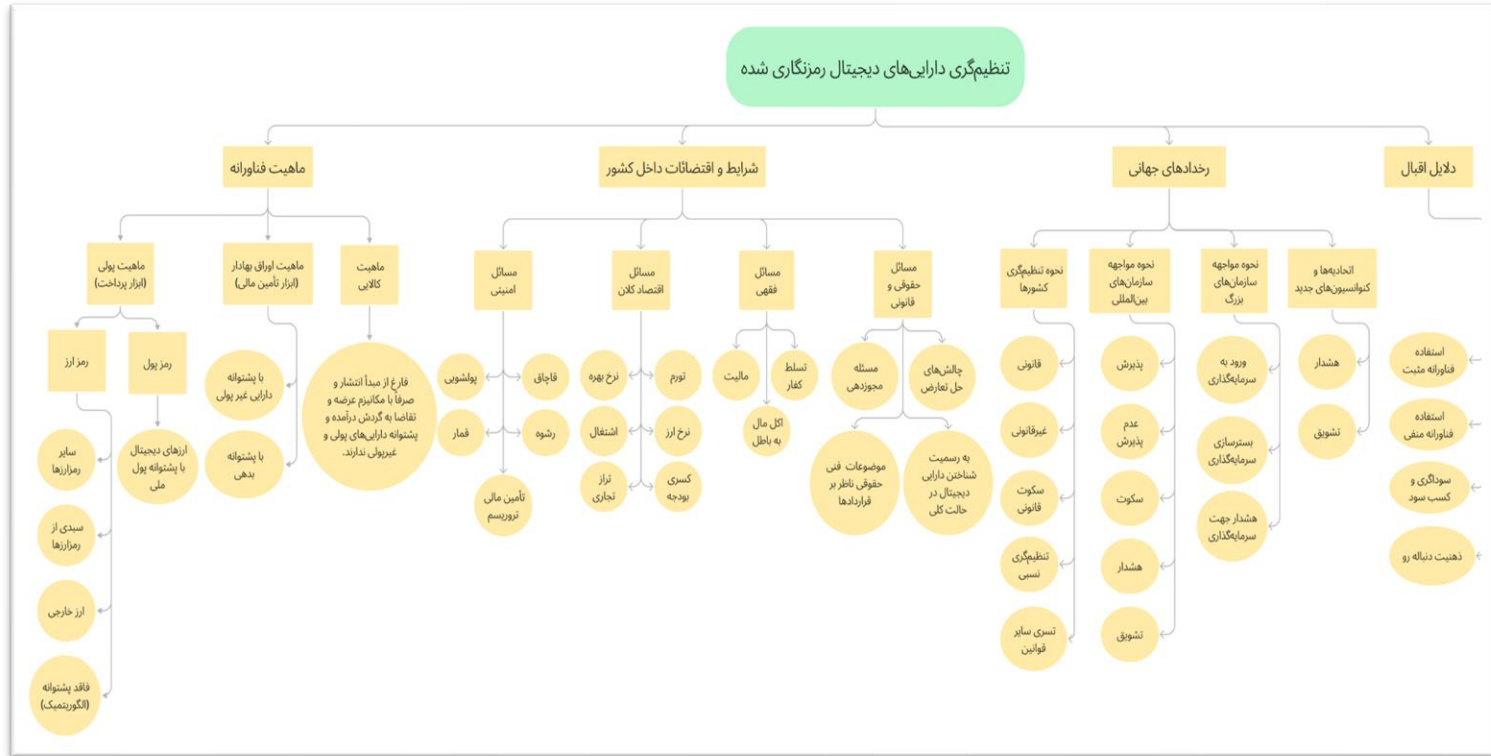 تنظیم‌گری دارایی‌های دیجیتال رمزنگاری شده
دلایل اقبال
رخدادهای جهانی
شرایط و اقتضائات داخل کشور
ماهیت فناورانه
استفاده
فناورانه مثبت
استفاده
فناورانه منفی
سوداگری و
کسب سود
ذهنیت دنباله رو
اتحادیه‌ها و
کنوانسیون‌های جدید
هشدار
تشویق
نحوه مواجهه
سازمان‌های
بزرگ
ورود به
سرمایه‌گذاری
بسترسازی
سرمایه‌گذاری
هشدار جهت
سرمایه‌گذاری
نحوه مواجهه
سازمان‌های
بین‌المللی
پذیرش
عدم
پذیرش
سکوت
هشدار
تشویق
نحوه تنظیم‌گری
کشورها
قانونی
غیرقانونی
سکوت
قانونی
تنظیم‌گری
نسبی
تسری سایر
قوانین
مسائل
حقوقی و
قانونی
چالش‌های
حل تعارض
مسئله
مجوزدهی
به رسمیت
شناختن دارایی
دیجیتال در
حالت کلی
موضوعات فنی
حقوقی ناظر بر
قراردادها
مسائل
فقهی
تسلط
کفار
مالیت
اکل مال
به باطل
مسائل
اقتصاد کلان
تورم
نرخ بهره
نرخ ارز
اشتغال
کسری
بودجه
تراز
تجاری
مسائل
امنیتی
قاچاق
پولشویی
رشوه
قمار
تأمین مالی
تروریسم
ماهیت
کالایی
فارغ از مبدأ انتشار و
صرفاً با مکانیزم عرضه و
تقاضا به گردش درآمده و
پشتوانه دارایی‌های پولی و
غیرپولی ندارند.
ماهیت اوراق بهادار
(ابزار تأمین مالی)
با پشتوانه
دارایی غیر پولی
با پشتوانه
بدهی
ماهیت پولی
(ابزار پرداخت)
رمز پول
ارزهای دیجیتال
با پشتوانه پول
ملی
رمز ارز
سایر
رمزارزها
سبدی از
رمزارزها
ارز خارجی
فاقد پشتوانه
(الگوریتمیک)